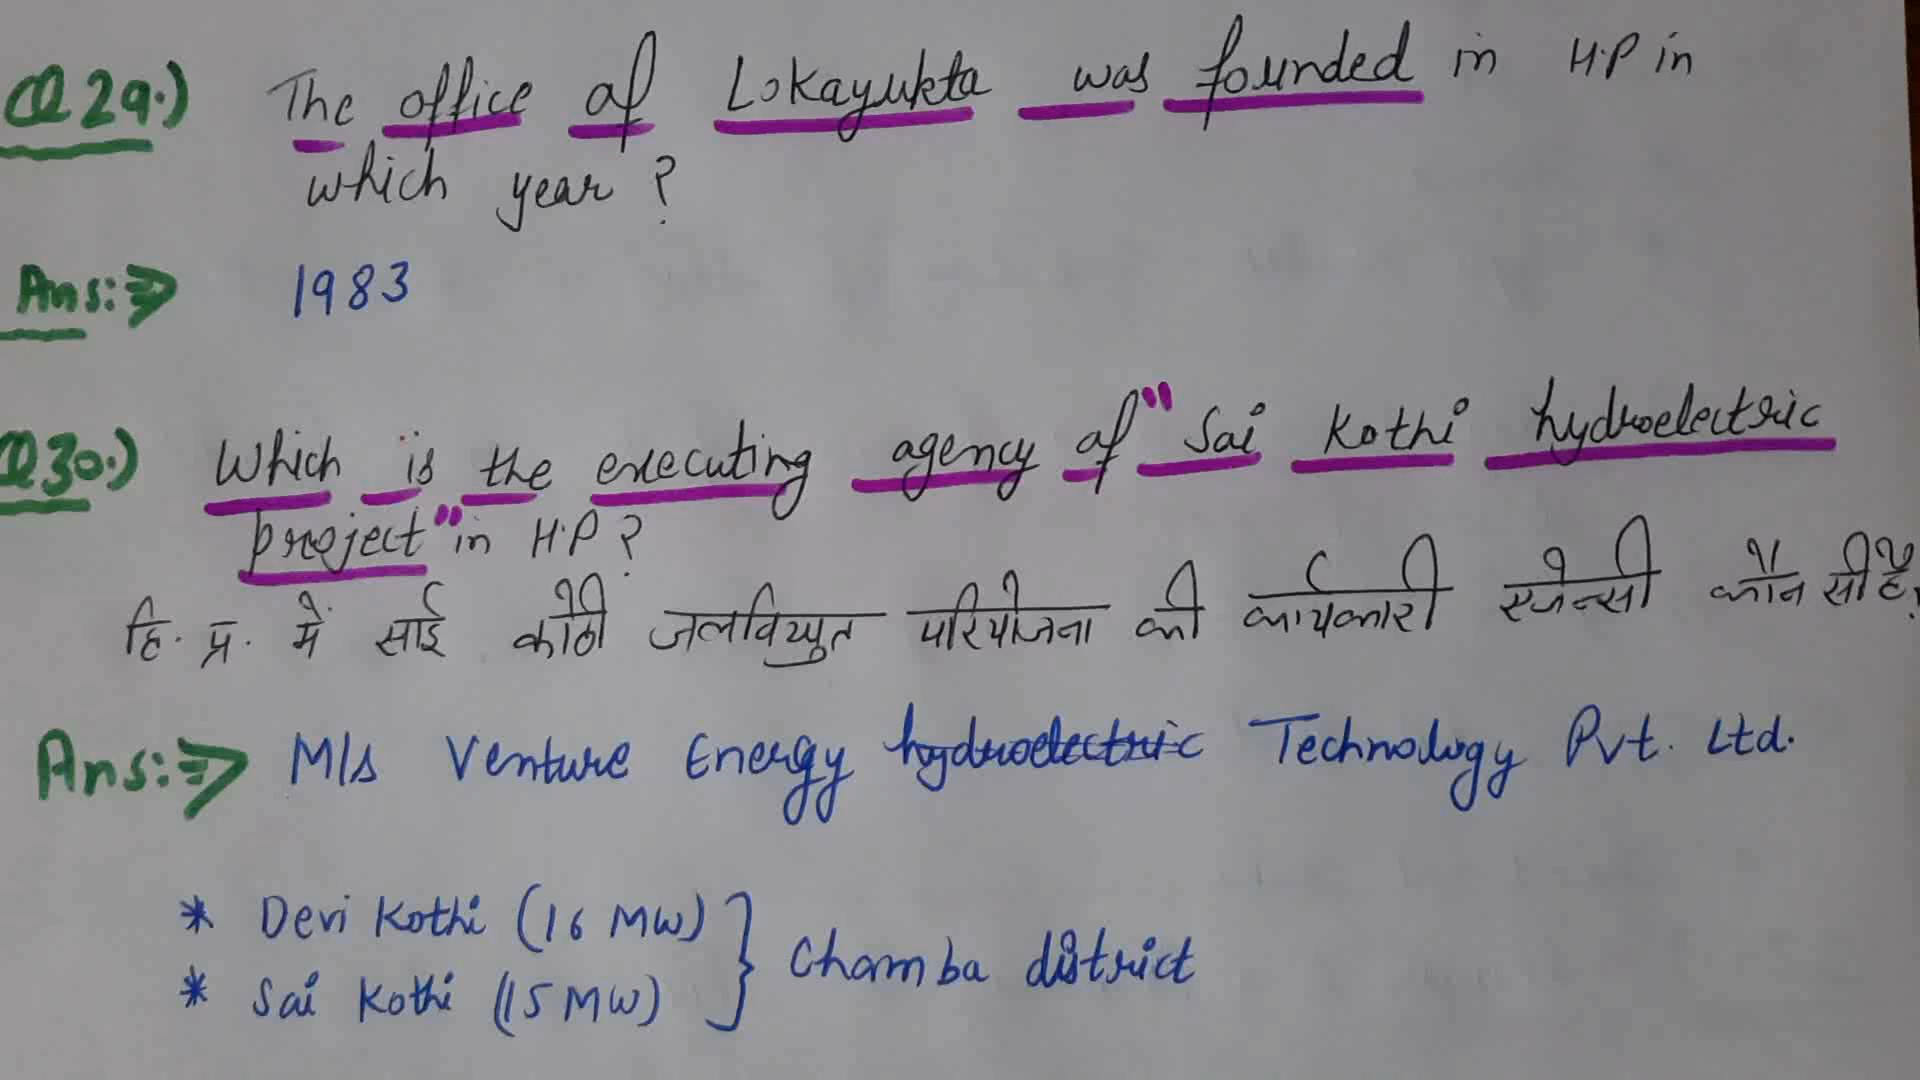 Q29.) The office of Lokayukta was founded in H.P in
which year ?
Ans:⇒ 1983
Q30.) Which is the executing agency of "Sai Kothi hydroelectric
project" in H.P ?
हि. प्र. में साई कोठी जलविद्युत परियोजना की कार्यकारी एजेन्सी कौन सी है ?
Ans:⇒ M/s Venture Energy hydroelectric Technology Pvt. Ltd.
* Devi Kothi (16 MW)
* Sai Kothi (15 MW)
} Chamba district